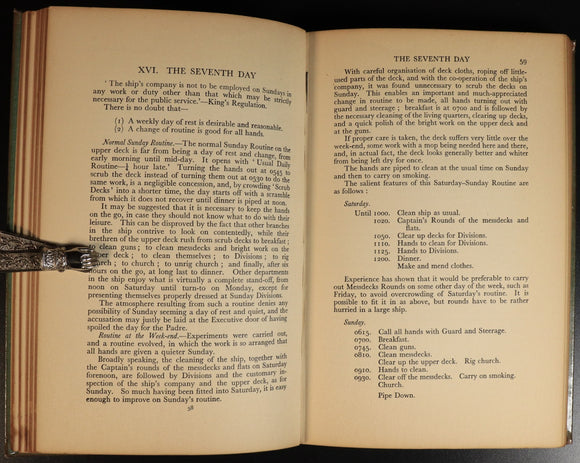 XVI. THE SEVENTH DAY
' The ship's company is not to be employed on Sundays in
any work or duty other than that which may be strictly
necessary for the public service.'—King's Regulation.
There is no doubt that—
(1) A weekly day of rest is desirable and reasonable.
(2) A change of routine is good for all hands.
Normal Sunday Routine.—The normal Sunday Routine on the
upper deck is far from being a day of rest and change, from
early morning until mid-day. It opens with ' Usual Daily
Routine—½ hour late.' Turning the hands out at 0545 to
scrub the deck instead of turning them out at 0530 to do the
same work, is a negligible concession, and, by crowding ' Scrub
Decks ' into a shorter time, the day starts off with a scramble
from which it does not recover until dinner is piped at noon.
It may be suggested that it is necessary to keep the hands
on the go, in case they should not know what to do with their
leisure. This can be disproved by the fact that other branches
in the ship contrive to look on contentedly, while their
brethren of the upper deck rush from scrub decks to breakfast ;
to clean guns ; to clean messdecks and bright work on the
upper deck ; to clean themselves ; to Divisions ; to rig
church ; to church ; to unrig church ; and finally, after six
hours on the go, at long last to dinner. Other departments
in the ship enjoy what is virtually a complete stand-off, from
noon on Saturday until turn-to on Monday, except for
presenting themselves properly dressed at Sunday Divisions.
The atmosphere resulting from such a routine denies any
possibility of Sunday seeming a day of rest and quiet, and the
accusation may justly be laid at the Executive door of having
spoiled the day for the Padre.
Routine at the Week-end.—Experiments were carried out,
and a routine evolved, in which the work is so arranged that
all hands are given a quieter Sunday.
Broadly speaking, the cleaning of the ship, together with
the Captain's rounds of the messdecks and flats on Saturday
forenoon, are followed by Divisions and the customary in-
spection of the ship's company and the upper deck, as for
Sunday. So much having been fitted into Saturday, it is easy
enough to improve on Sunday's routine.
58
THE SEVENTH DAY 59
With careful organisation of deck cloths, roping off little-
used parts of the deck, and with the co-operation of the ship's
company, it was found unnecessary to scrub the decks on
Sunday. This enables an important and much-appreciated
change in routine to be made, all hands turning out with
guard and steerage ; breakfast is at 0700 and is followed by
the necessary cleaning of the living quarters, clearing up decks,
and a quick polish of the bright work on the upper deck and
at the guns.
If proper care is taken, the deck suffers very little over the
week-end, some work with a mop being needed here and there,
and, in actual fact, the deck looks generally better and whiter
from being left dry for once.
The hands are piped to clean at the usual time on Sunday
and then to carry on smoking.
The salient features of this Saturday–Sunday Routine are
as follows :
Saturday.
Until 1000. Clean ship as usual.
1020. Captain's Rounds of the messdecks and
flats.
1050. Clear up decks for Divisions.
1110. Hands to clean for Divisions.
1125. Hands to Divisions.
1200. Dinner.
Make and mend clothes.
Experience has shown that it would be preferable to carry
out Messdecks Rounds on some other day of the week, such as
Friday, to avoid overcrowding of Saturday's routine. It is
possible to fit it in as above, but rounds have to be rather
hurried in a large ship.
Sunday.
0615. Call all hands with Guard and Steerage.
0700. Breakfast.
0745. Clean guns.
0810. Clean messdecks.
Clear up the upper deck. Rig church.
0910. Hands to clean.
0930. Clear off the messdecks. Carry on smoking.
Church.
Pipe Down.